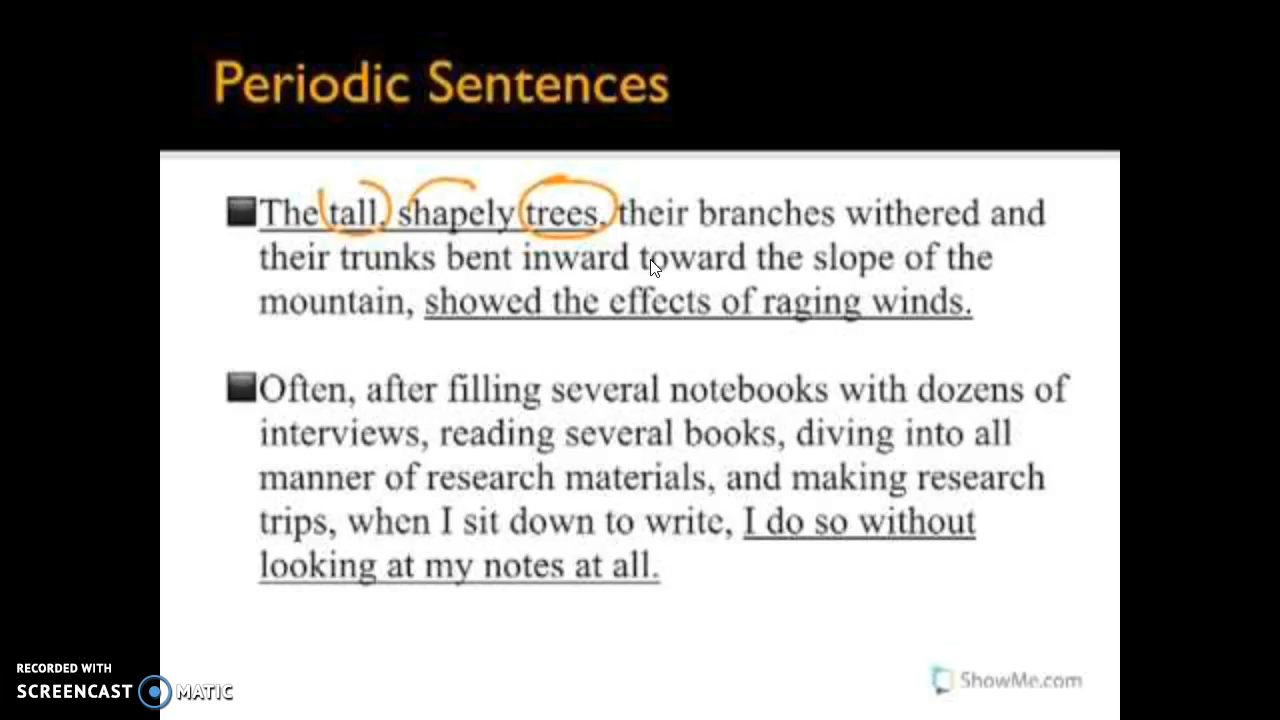 Periodic Sentences
The tall, shapely trees, their branches withered and
their trunks bent inward toward the slope of the
mountain, showed the effects of raging winds.
Often, after filling several notebooks with dozens of
interviews, reading several books, diving into all
manner of research materials, and making research
trips, when I sit down to write, I do so without
looking at my notes at all.
RECORDED WITH
SCREENCAST MATIC
ShowMe.com